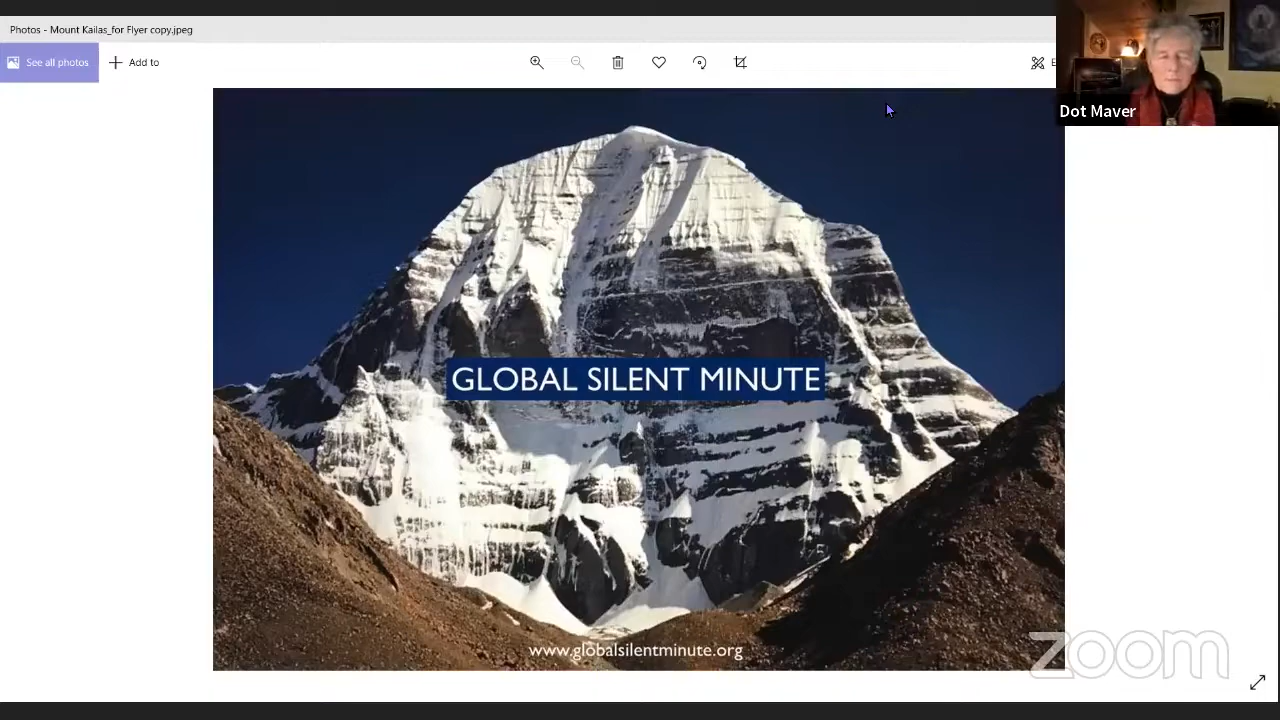 Photos - Mount Kailas_for Flyer copy.jpeg
See all photos
Add to
Dot Maver
GLOBAL SILENT MINUTE
www.globalsilentminute.org
zoom